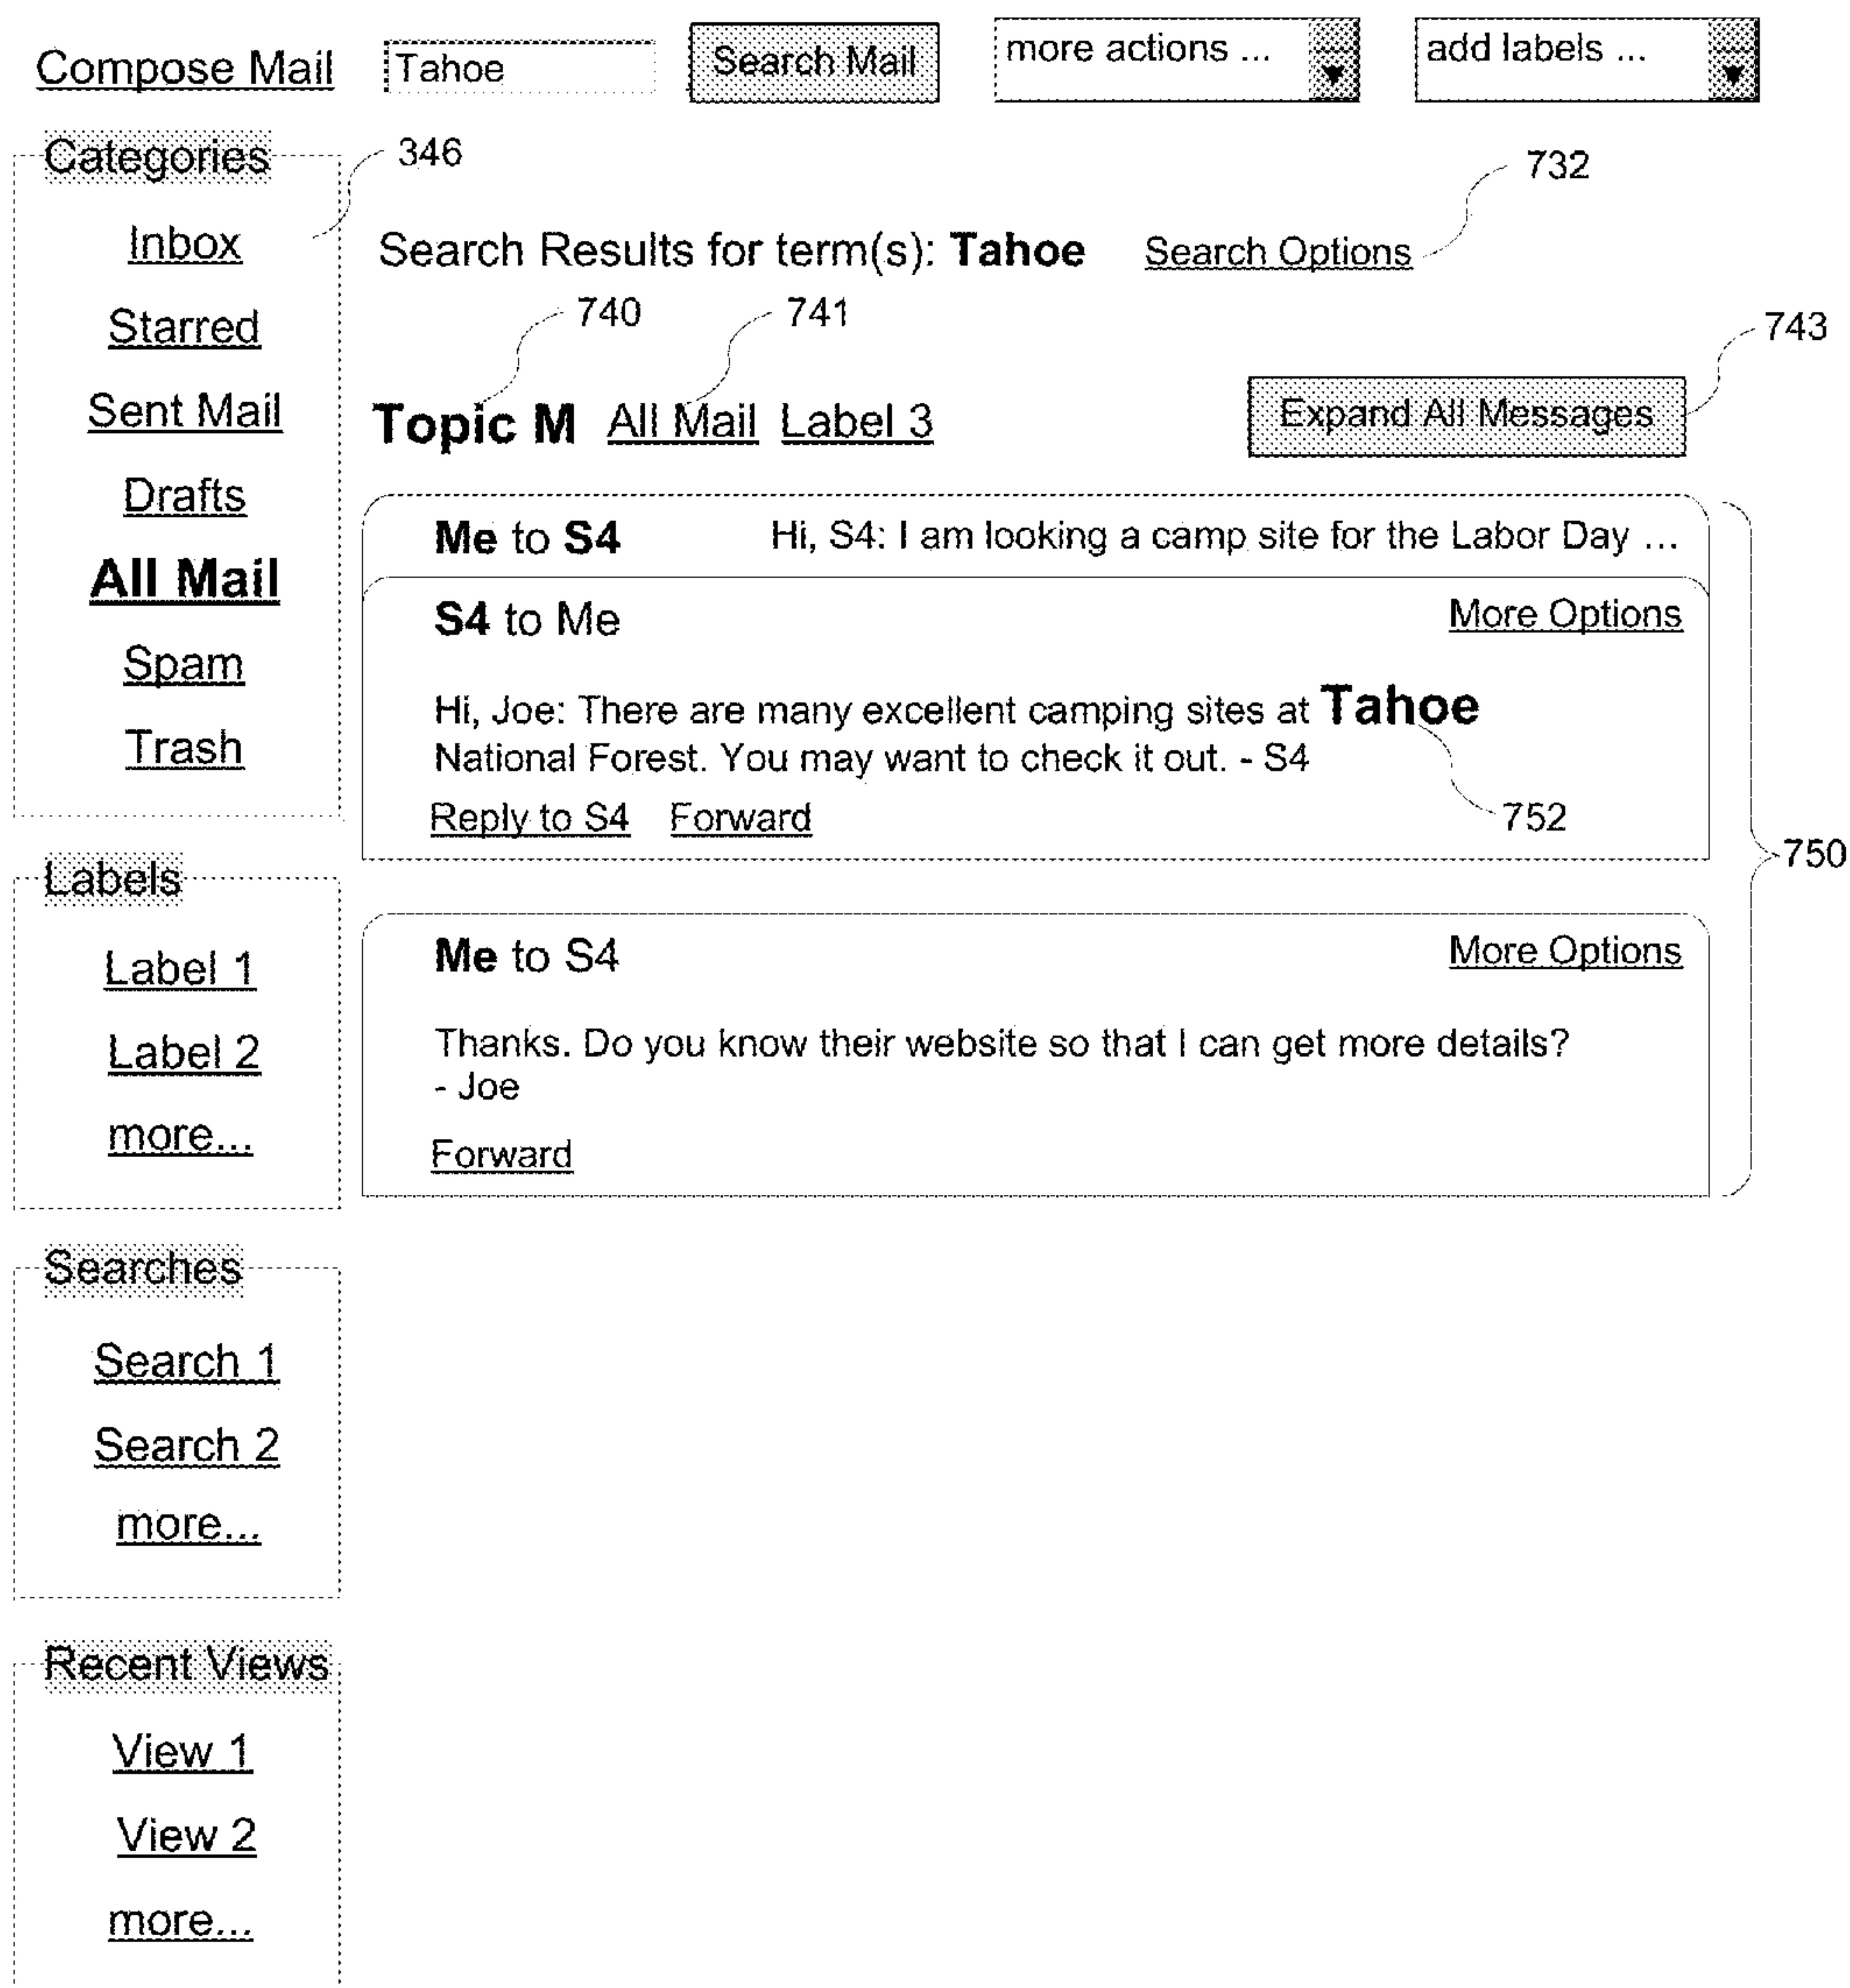 Compose Mail Tahoe Search Mail more actions ... add labels ...
Categories 346 732
Inbox Search Results for term(s): Tahoe Search Options
Starred 740 741 743
Sent Mail Topic M All Mail Label 3 Expand All Messages
Drafts
All Mail
Spam
Trash
Me to S4 Hi, S4: I am looking a camp site for the Labor Day ...
S4 to Me More Options
Hi, Joe: There are many excellent camping sites at Tahoe
National Forest. You may want to check it out. - S4
Reply to S4 Forward 752
750
Labels
Label 1
Label 2
more...
Me to S4 More Options
Thanks. Do you know their website so that I can get more details?
- Joe
Forward
Searches
Search 1
Search 2
more...
Recent Views
View 1
View 2
more...